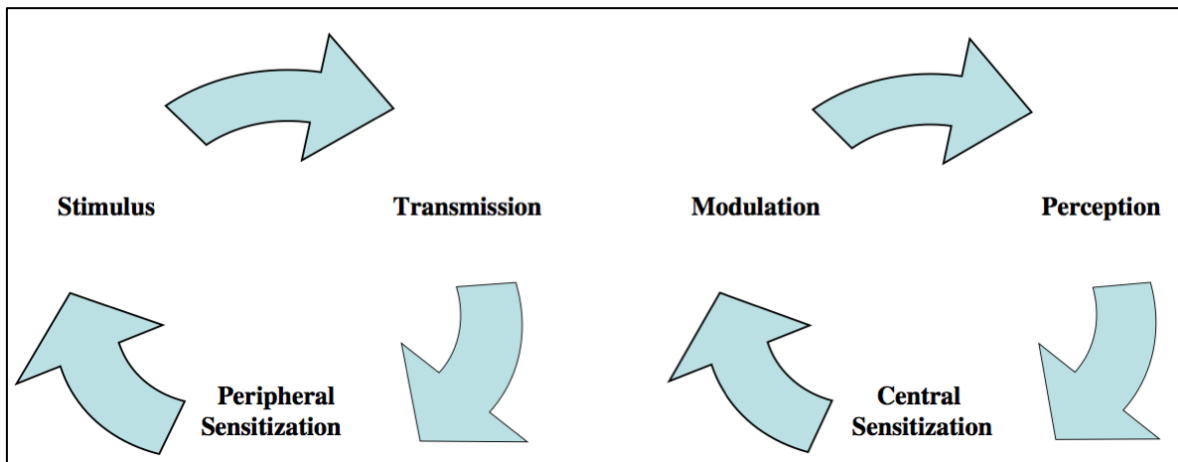 Stimulus
Transmission
Modulation
Perception
Peripheral
Sensitization
Central
Sensitization